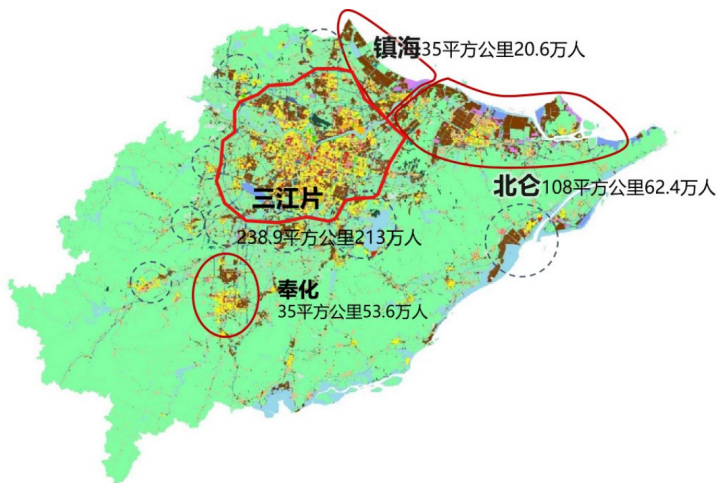 镇海35平方公里20.6万人
北仑108平方公里62.4万人
三江片
238.9平方公里213万人
奉化
35平方公里53.6万人